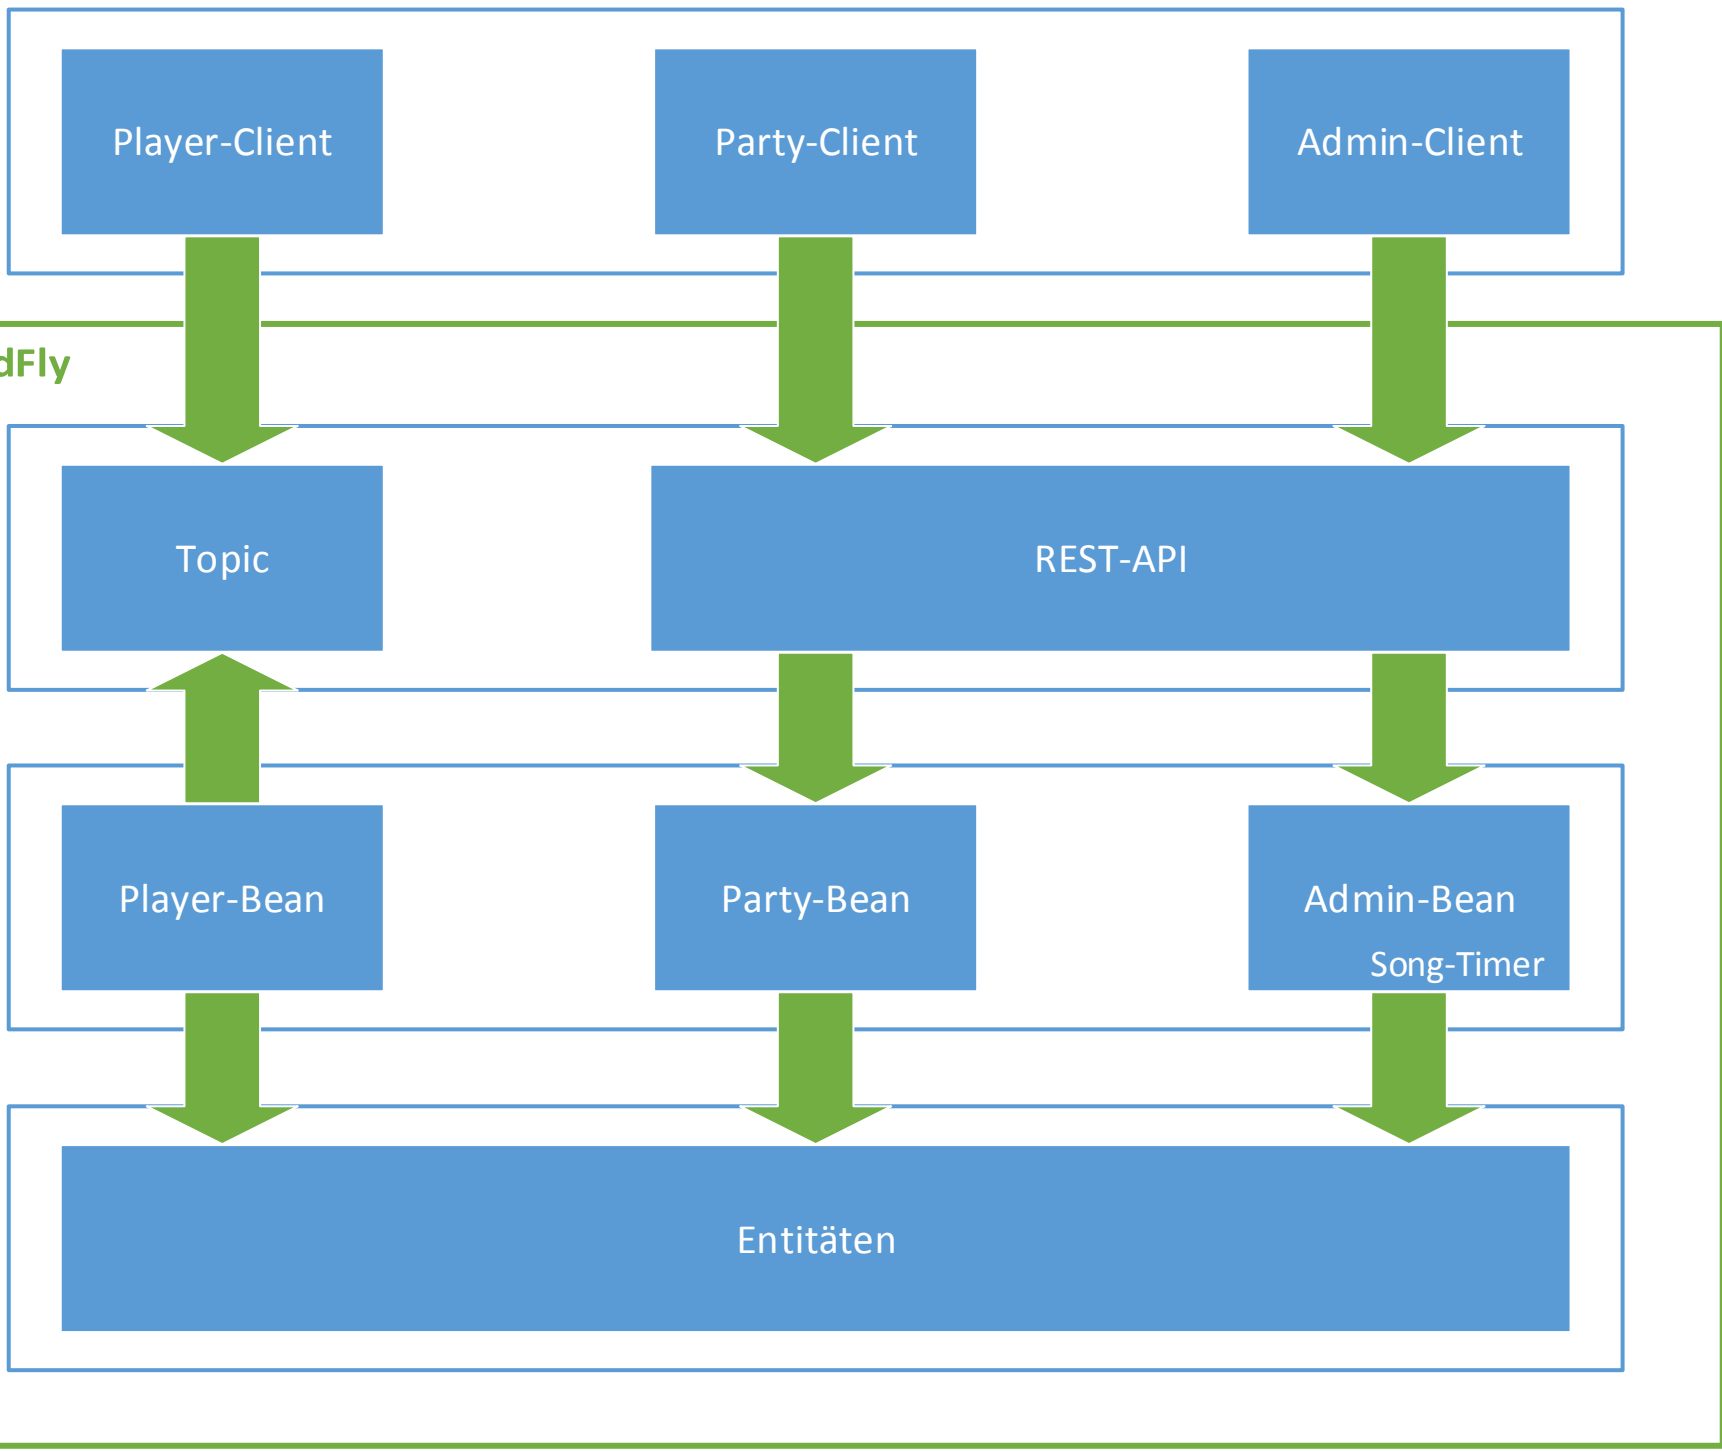 Player-Client
Party-Client
Admin-Client
dFly
Topic
REST-API
Player-Bean
Party-Bean
Admin-Bean
Song-Timer
Entitäten